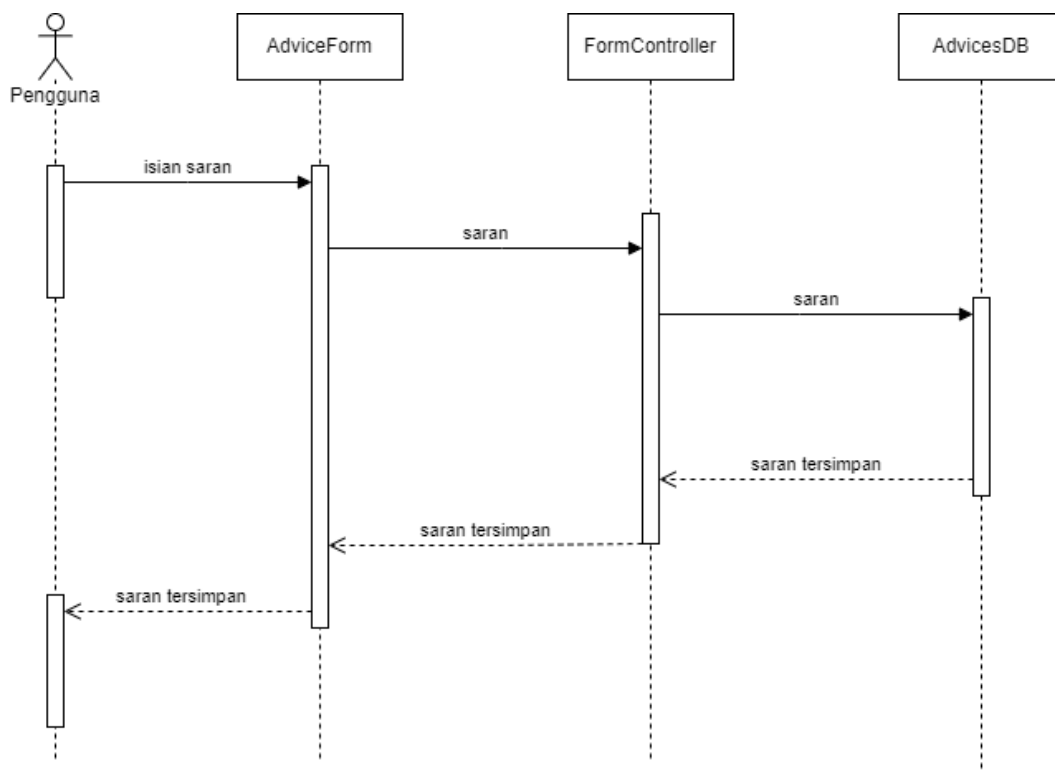 AdviceForm
FormController
AdvicesDB
Pengguna
isian saran
saran
saran
saran tersimpan
saran tersimpan
saran tersimpan